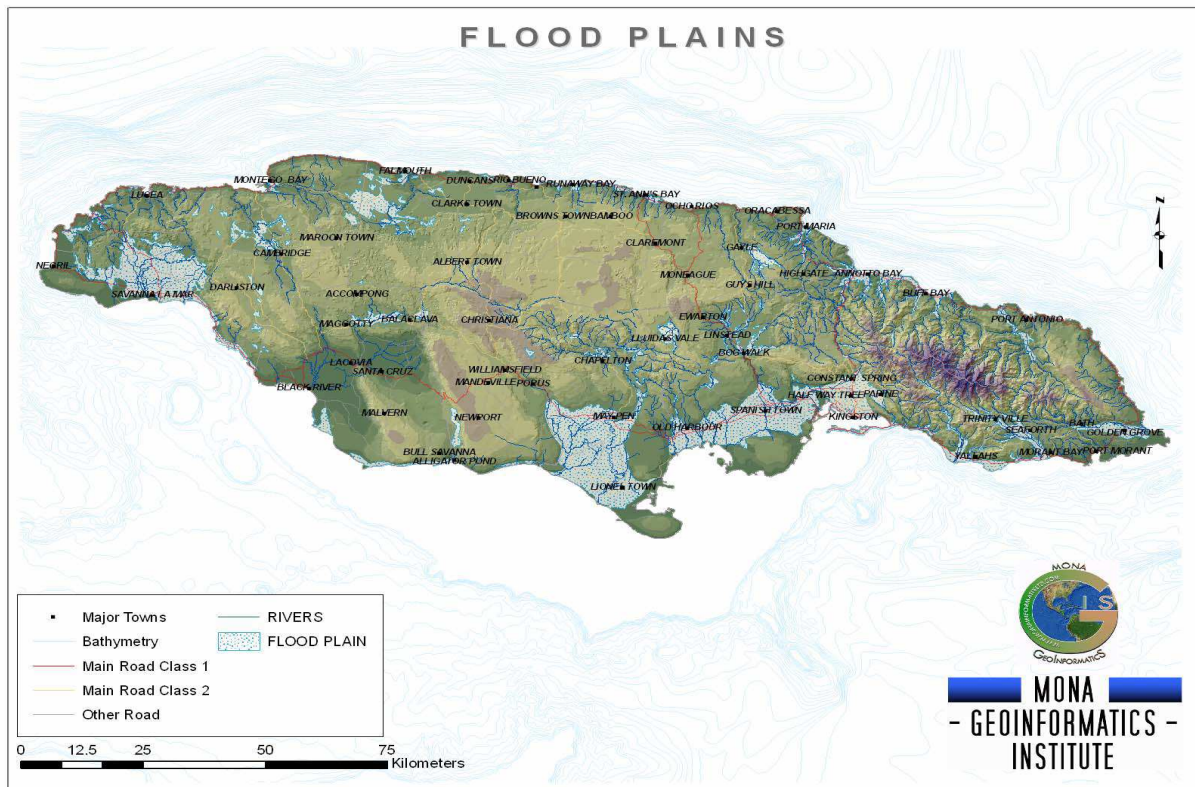 FLOOD PLAINS
FALMOUTH
MONTEGO BAY
DUNCANS
RIO BUENO
RUNAWAY BAY
LUCEA
ST. ANN'S BAY
OCHO RIOS
CLARKS TOWN
ORACABESSA
BROWNS TOWN
BAMBOO
PORT MARIA
MAROON TOWN
CLAREMONT
GAYLE
CAMBRIDGE
ALBERT TOWN
NEGRIL
MONEAGUE
HIGHGATE
ANNOTTO BAY
GUYS HILL
DARLISTON
SAVANNA LA MAR
ACCOMPONG
BUFF BAY
MAGGOTTY
BALACLAVA
CHRISTIANA
EWARTON
PORT ANTONIO
LLUIDAS VALE
LINSTEAD
BOG WALK
CHAPELTON
LACOVIA
SANTA CRUZ
WILLIAMSFIELD
BLACK RIVER
MANDEVILLE
PORUS
CONSTANT SPRING
HALF WAY TREE
PAPINE
MALVERN
NEWPORT
MAY PEN
SPANISH TOWN
KINGSTON
OLD HARBOUR
TRINITYVILLE
BATH
SEAFORTH
GOLDEN GROVE
BULL SAVANNA
ALLIGATOR POND
YALLAHS
MORANT BAY
PORT MORANT
LIONEL TOWN
N
Major Towns
RIVERS
Bathymetry
FLOOD PLAIN
Main Road Class 1
Main Road Class 2
Other Road
0 12.5 25 50 75
Kilometers
MONA
GIS
GEOINFORMATICS
MONA
- GEOINFORMATICS -
INSTITUTE